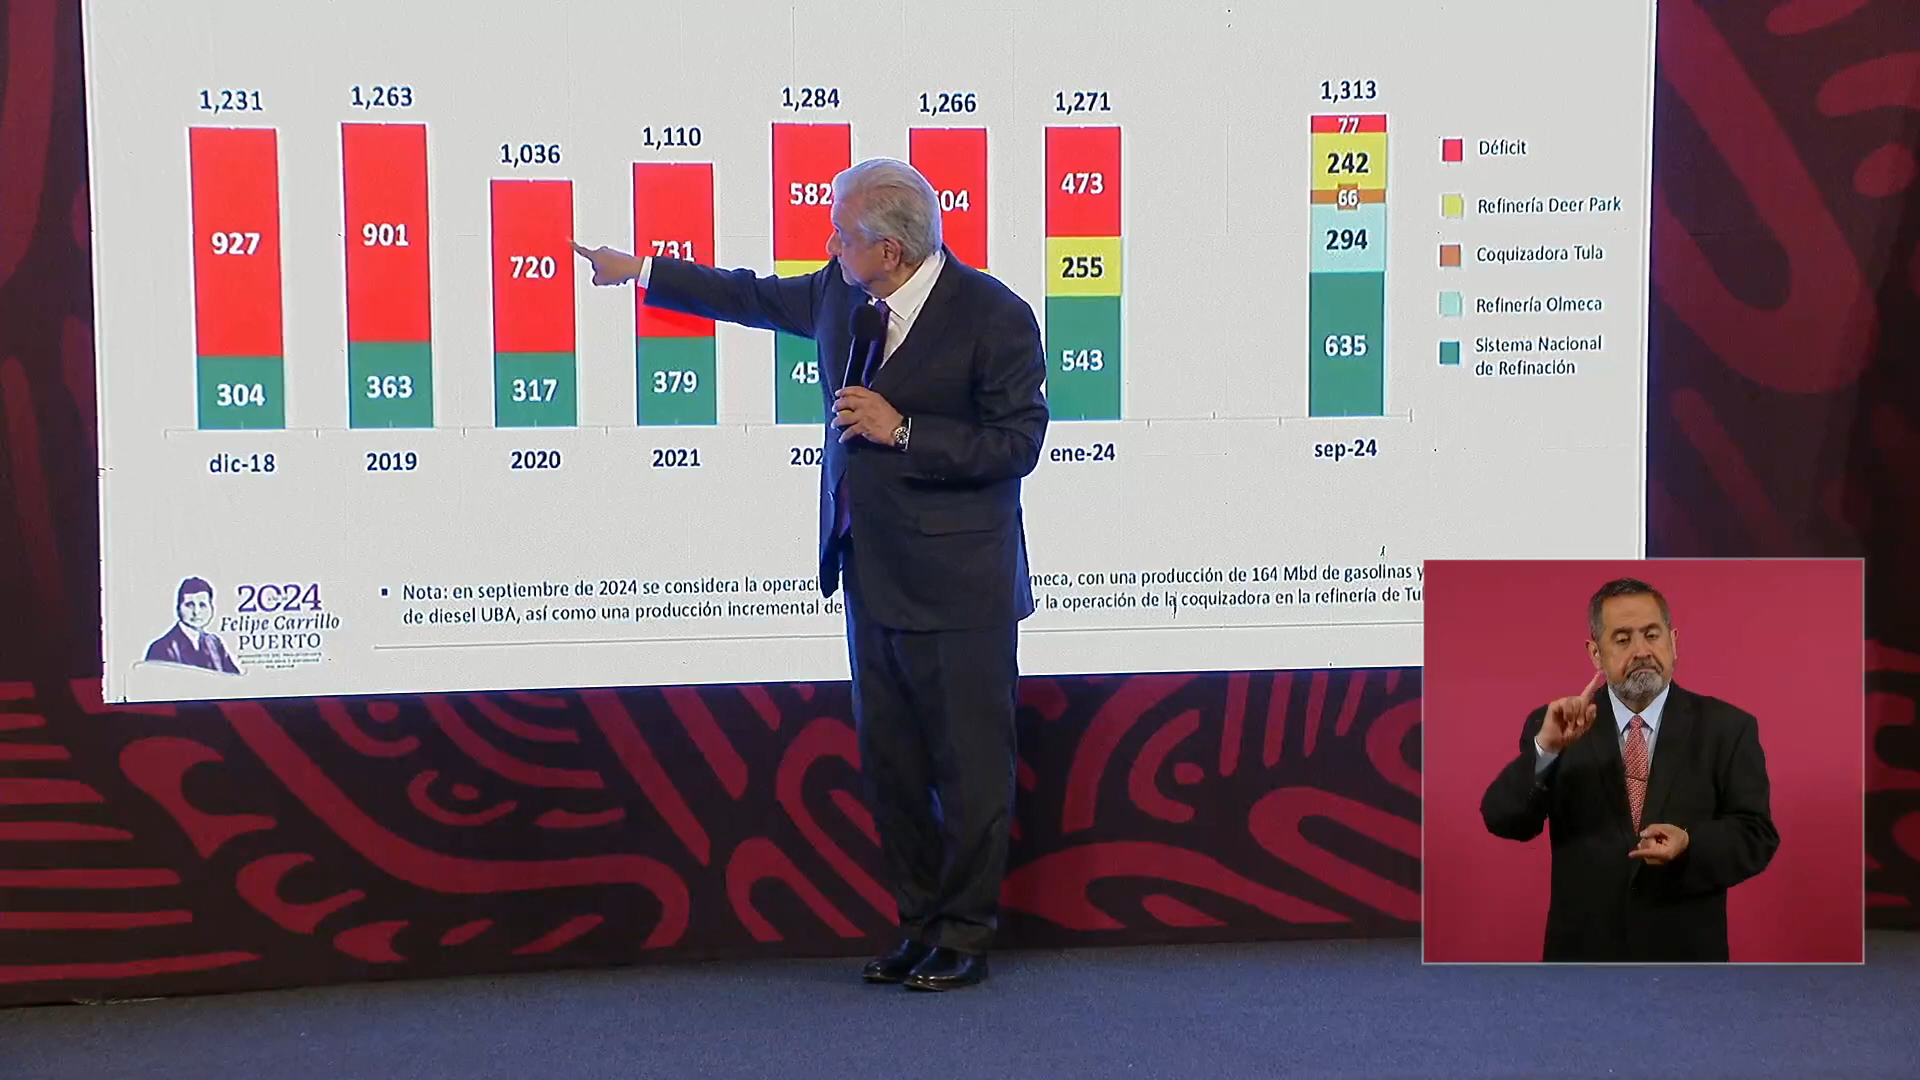 1,231
1,263
1,036
1,110
1,284
1,266
1,271
1,313
927
901
720
731
582
04
473
77
242
66
255
294
304
363
317
379
45
543
635
dic-18
2019
2020
2021
202
ene-24
sep-24
Déficit
Refinería Deer Park
Coquizadora Tula
Refinería Olmeca
Sistema Nacional
de Refinación
▪ Nota: en septiembre de 2024 se considera la operaci meca, con una producción de 164 Mbd de gasolinas y
de diesel UBA, así como una producción incremental de r la operación de la coquizadora en la refinería de Tul
2024
Felipe Carrillo
PUERTO